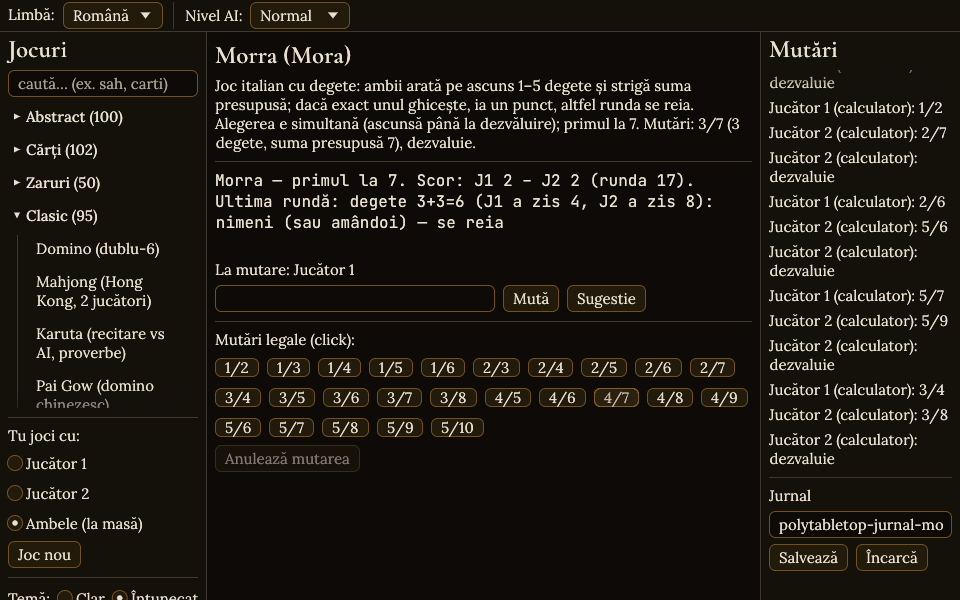 Limbă:
Română
Nivel AI:
Normal
Jocuri
caută... (ex. sah, carti)
Abstract (100)
Cărți (102)
Zaruri (50)
Clasic (95)
Domino (dublu-6)
Mahjong (Hong
Kong, 2 jucători)
Karuta (recitare vs
AI, proverbe)
Pai Gow (domino
chinezesc)
Tu joci cu:
Jucător 1
Jucător 2
Ambele (la masă)
Joc nou
Temă: Clar Întunecat
Morra (Mora)
Joc italian cu degete: ambii arată pe ascuns 1–5 degete și strigă suma
presupusă; dacă exact unul ghicește, ia un punct, altfel runda se reia.
Alegerea e simultană (ascunsă până la dezvăluire); primul la 7. Mutări: 3/7 (3
degete, suma presupusă 7), dezvaluie.
Morra — primul la 7. Scor: J1 2 – J2 2 (runda 17).
Ultima rundă: degete 3+3=6 (J1 a zis 4, J2 a zis 8):
nimeni (sau amândoi) — se reia
La mutare: Jucător 1
Mută
Sugestie
Mutări legale (click):
1/2 1/3 1/4 1/5 1/6 2/3 2/4 2/5 2/6 2/7
3/4 3/5 3/6 3/7 3/8 4/5 4/6 4/7 4/8 4/9
5/6 5/7 5/8 5/9 5/10
Anulează mutarea
Mutări
dezvaluie
Jucător 1 (calculator): 1/2
Jucător 2 (calculator): 2/7
Jucător 2 (calculator):
dezvaluie
Jucător 1 (calculator): 2/6
Jucător 2 (calculator): 5/6
Jucător 2 (calculator):
dezvaluie
Jucător 1 (calculator): 5/7
Jucător 2 (calculator): 5/9
Jucător 2 (calculator):
dezvaluie
Jucător 1 (calculator): 3/4
Jucător 2 (calculator): 3/8
Jucător 2 (calculator):
dezvaluie
Jurnal
polytabletop-jurnal-mo
Salvează
Încarcă